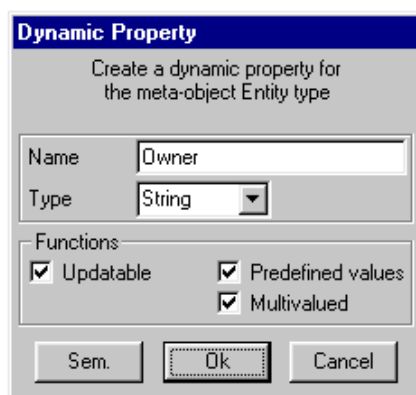 Dynamic Property
Create a dynamic property for
the meta-object Entity type
Name Owner
Type String
Functions
Updatable Predefined values
Multivalued
Sem. Ok Cancel